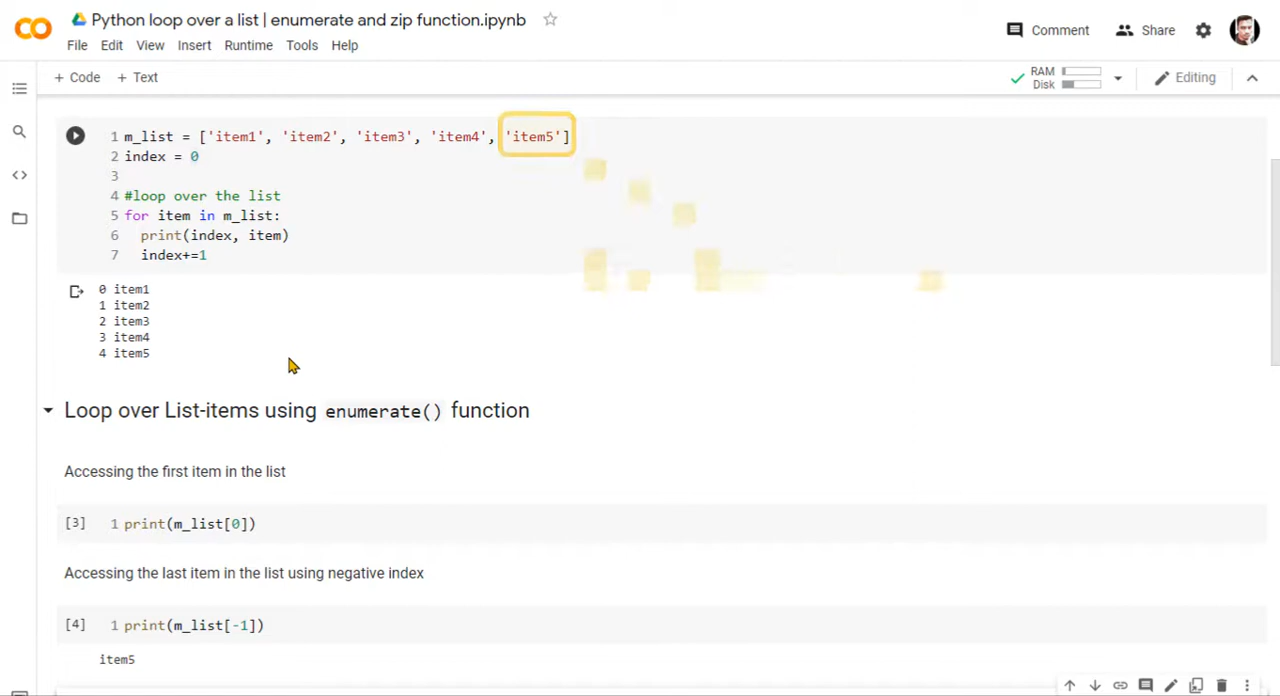 Python loop over a list | enumerate and zip function.ipynb
File Edit View Insert Runtime Tools Help
Comment Share
+ Code + Text
RAM
Disk
Editing
1 m_list = ['item1', 'item2', 'item3', 'item4', 'item5']
2 index = 0
3
4 #loop over the list
5 for item in m_list:
6 print(index, item)
7 index+=1
0 item1
1 item2
2 item3
3 item4
4 item5
Loop over List-items using enumerate() function
Accessing the first item in the list
[3] 1 print(m_list[0])
Accessing the last item in the list using negative index
[4] 1 print(m_list[-1])
item5